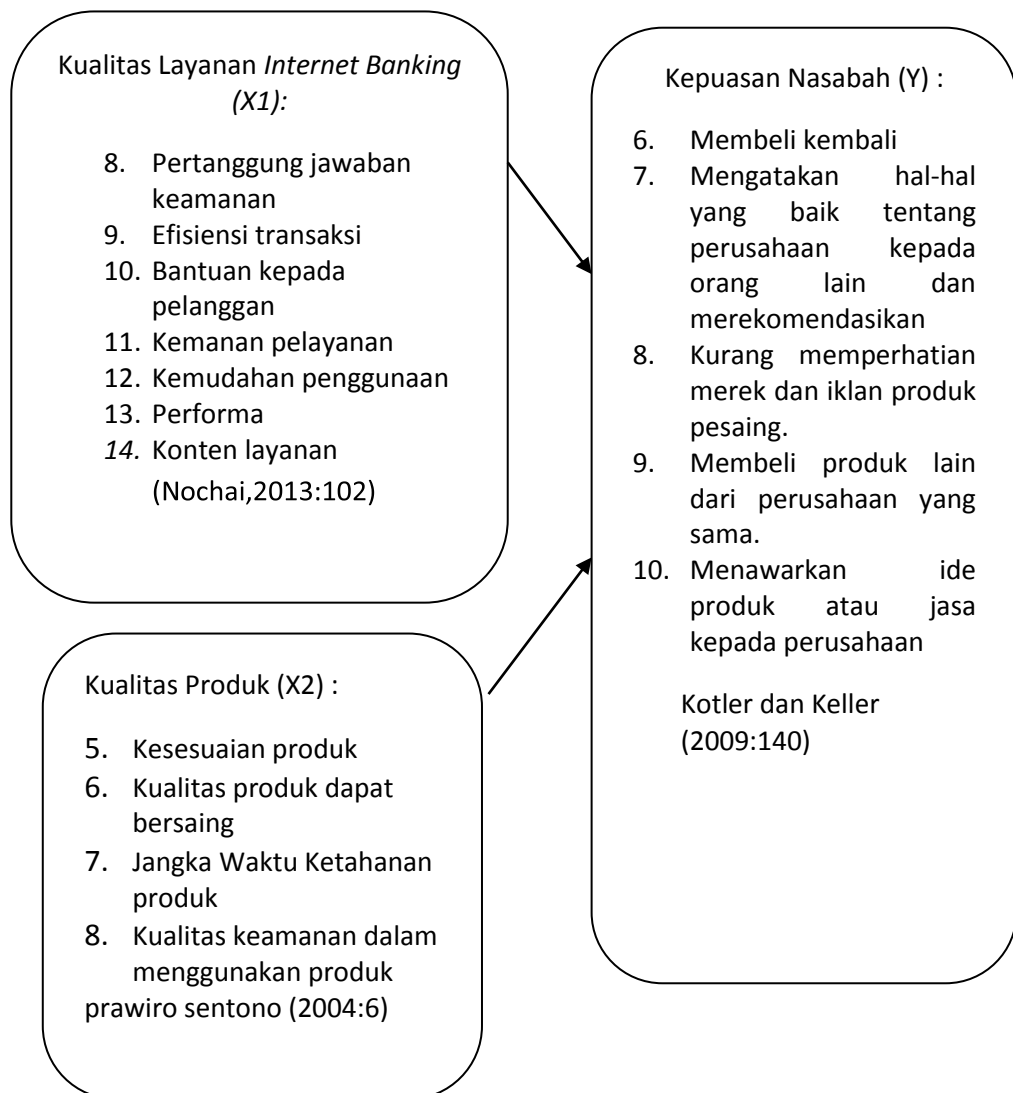 Kualitas Layanan Internet Banking
(X1):
8. Pertanggung jawaban
keamanan
9. Efisiensi transaksi
10. Bantuan kepada
pelanggan
11. Kemanan pelayanan
12. Kemudahan penggunaan
13. Performa
14. Konten layanan
(Nochai,2013:102)
Kualitas Produk (X2) :
5. Kesesuaian produk
6. Kualitas produk dapat
bersaing
7. Jangka Waktu Ketahanan
produk
8. Kualitas keamanan dalam
menggunakan produk
prawiro sentono (2004:6)
Kepuasan Nasabah (Y) :
6. Membeli kembali
7. Mengatakan hal-hal
yang baik tentang
perusahaan kepada
orang lain dan
merekomendasikan
8. Kurang memperhatian
merek dan iklan produk
pesaing.
9. Membeli produk lain
dari perusahaan yang
sama.
10. Menawarkan ide
produk atau jasa
kepada perusahaan
Kotler dan Keller
(2009:140)